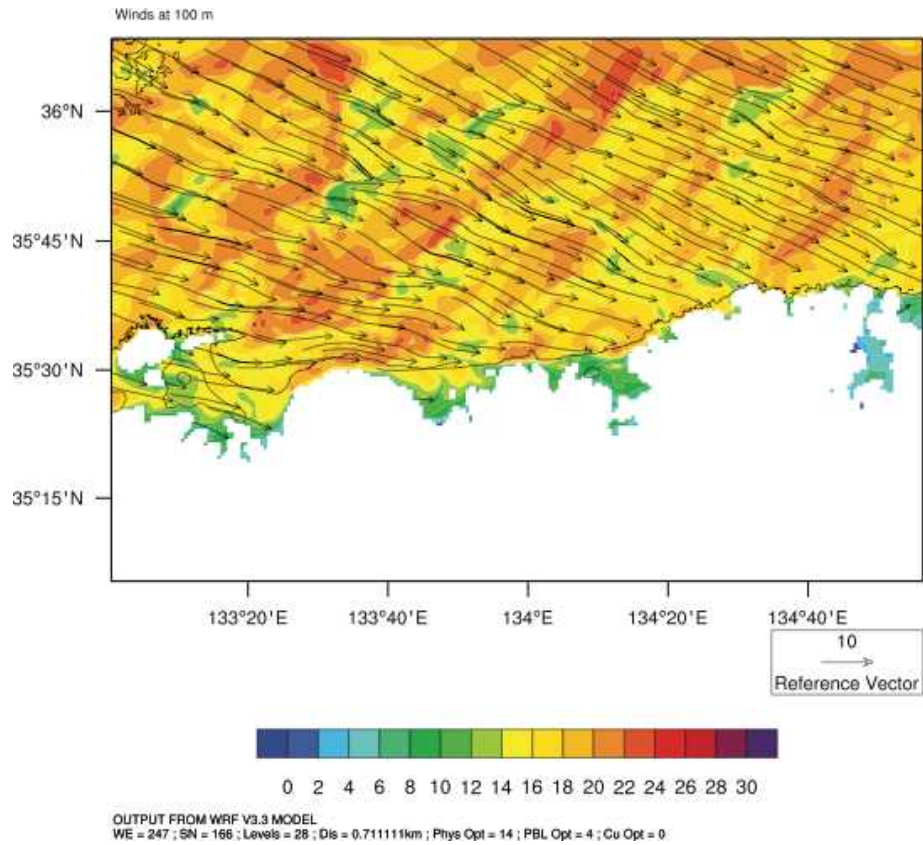 Winds at 100 m
36°N
35°45'N
35°30'N
35°15'N
133°20'E 133°40'E 134°E 134°20'E 134°40'E
10
Reference Vector
0 2 4 6 8 10 12 14 16 18 20 22 24 26 28 30
OUTPUT FROM WRF V3.3 MODEL
WE = 247 ; SN = 166 ; Levels = 28 ; Dis = 0.711111km ; Phys Opt = 14 ; PBL Opt = 4 ; Cu Opt = 0